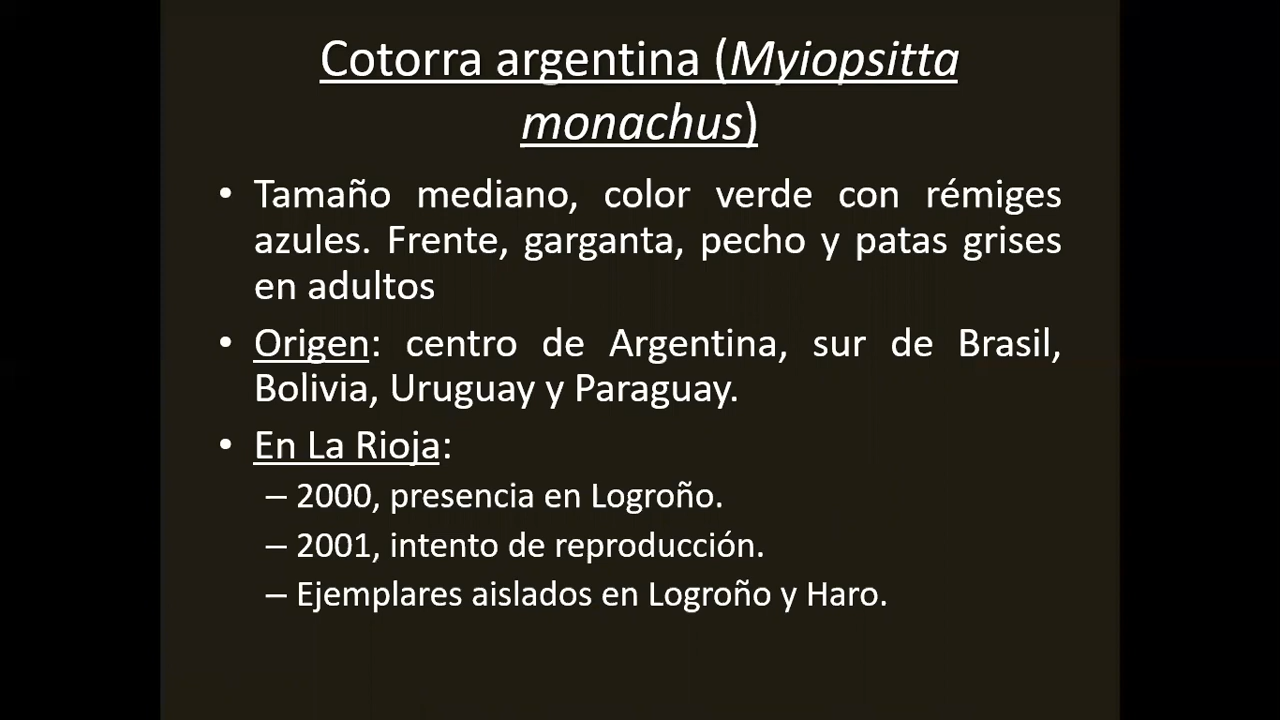 Cotorra argentina (Myiopsitta
monachus)
• Tamaño mediano, color verde con rémiges
azules. Frente, garganta, pecho y patas grises
en adultos
• Origen: centro de Argentina, sur de Brasil,
Bolivia, Uruguay y Paraguay.
• En La Rioja:
– 2000, presencia en Logroño.
– 2001, intento de reproducción.
– Ejemplares aislados en Logroño y Haro.